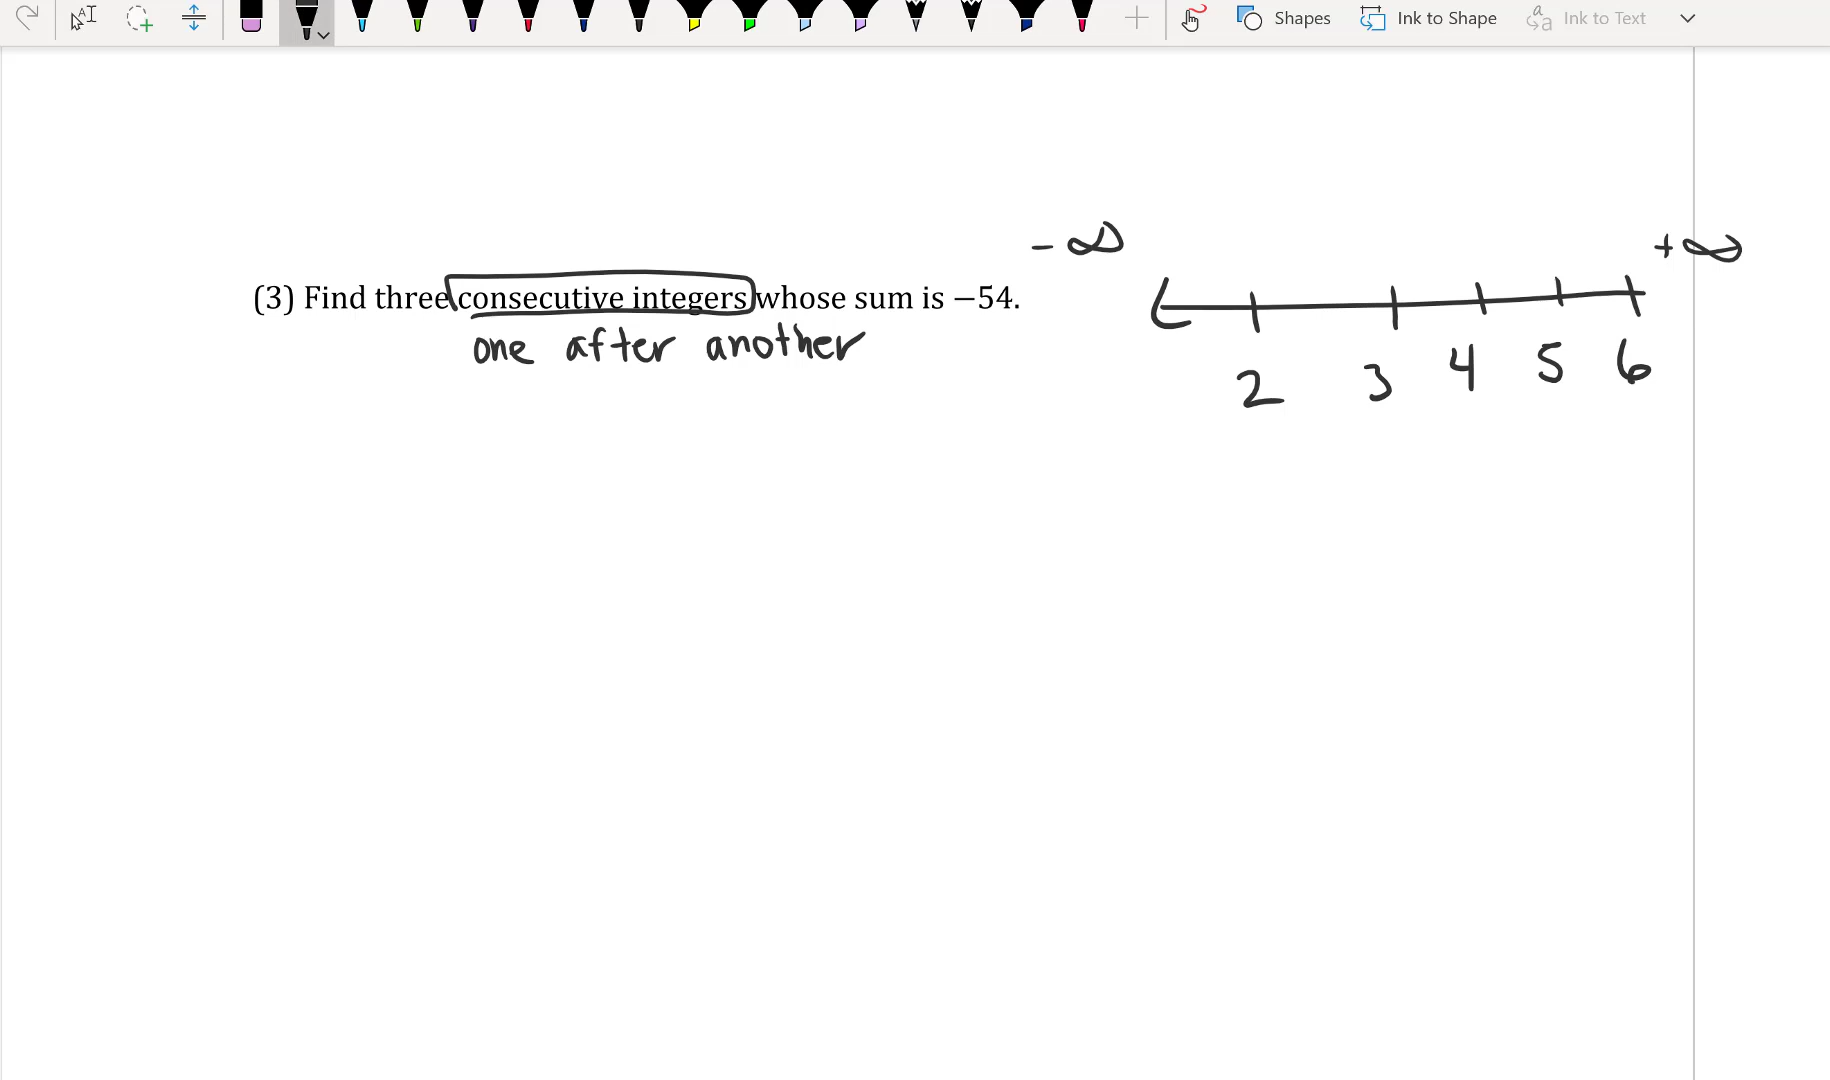 Shapes Ink to Shape Ink to Text
- ∞ +∞
(3) Find three consecutive integers whose sum is −54.
one after another
2 3 4 5 6